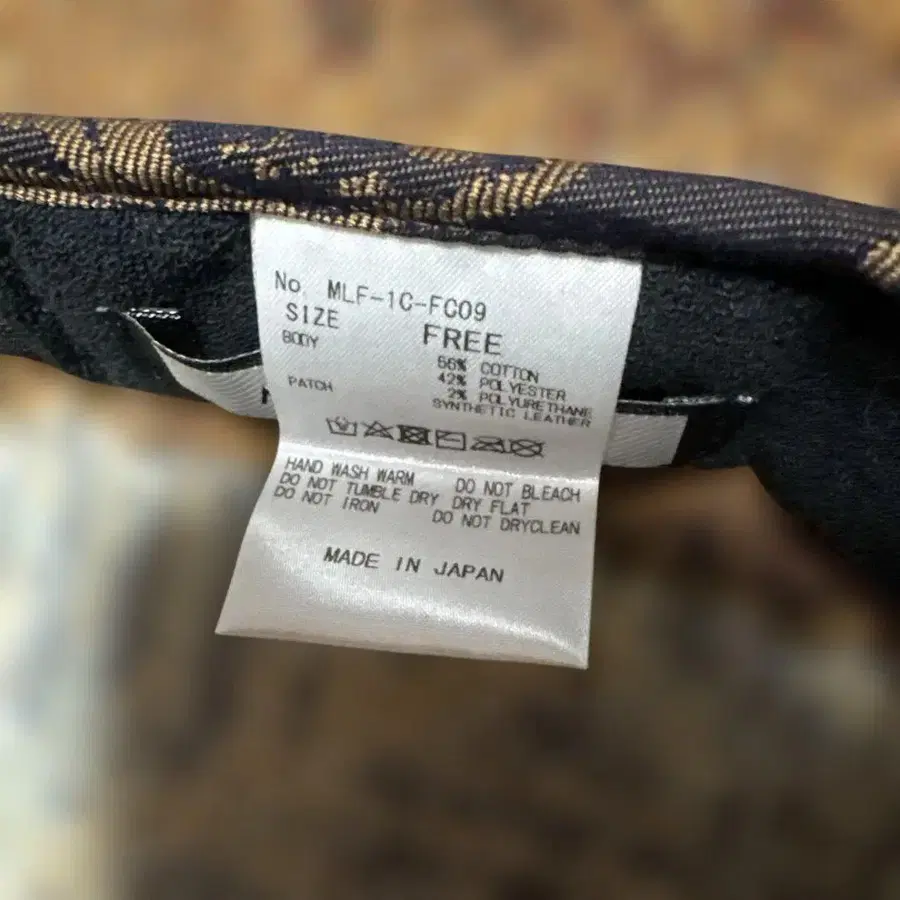 No. MLF-1C-FC09
SIZE FREE
BODY 56% COTTON
42% POLYESTER
2% POLYURETHANE
PATCH SYNTHETIC LEATHER
HAND WASH WARM DO NOT BLEACH
DO NOT TUMBLE DRY DRY FLAT
DO NOT IRON DO NOT DRYCLEAN
MADE IN JAPAN